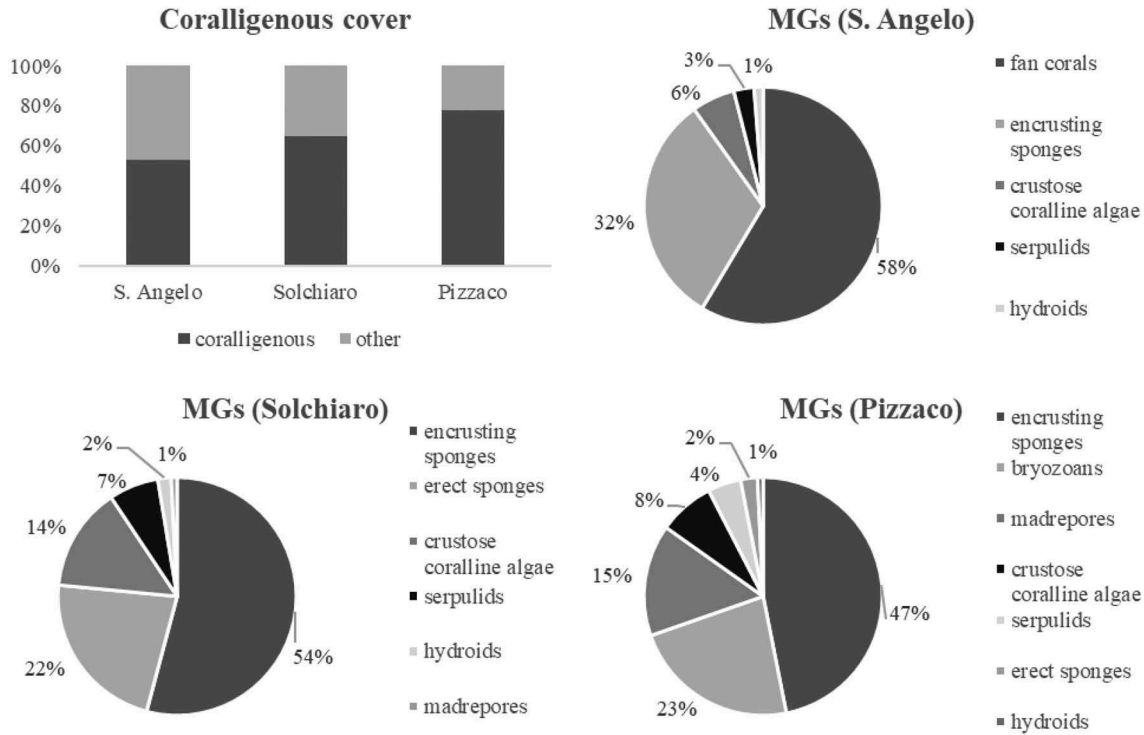 Coralligenous cover
100%
80%
60%
40%
20%
0%
S. Angelo Solchiaro Pizzaco
coralligenous other
MGs (S. Angelo)
3% 1%
6%
32%
58%
fan corals
encrusting
sponges
crustose
coralline algae
serpulids
hydroids
MGs (Solchiaro)
2% 1%
7%
14%
22%
54%
encrusting
sponges
erect sponges
crustose
coralline algae
serpulids
hydroids
madrepores
MGs (Pizzaco)
2% 1%
4%
8%
15%
47%
23%
encrusting
sponges
bryozoans
madrepores
crustose
coralline algae
serpulids
erect sponges
hydroids